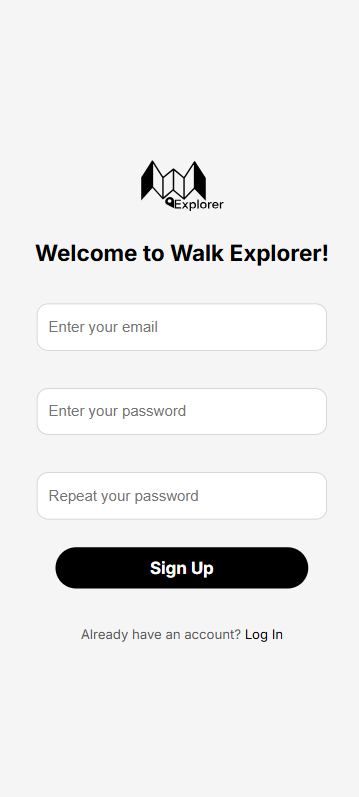 Explorer
Welcome to Walk Explorer!
Enter your email
Enter your password
Repeat your password
Sign Up
Already have an account? Log In